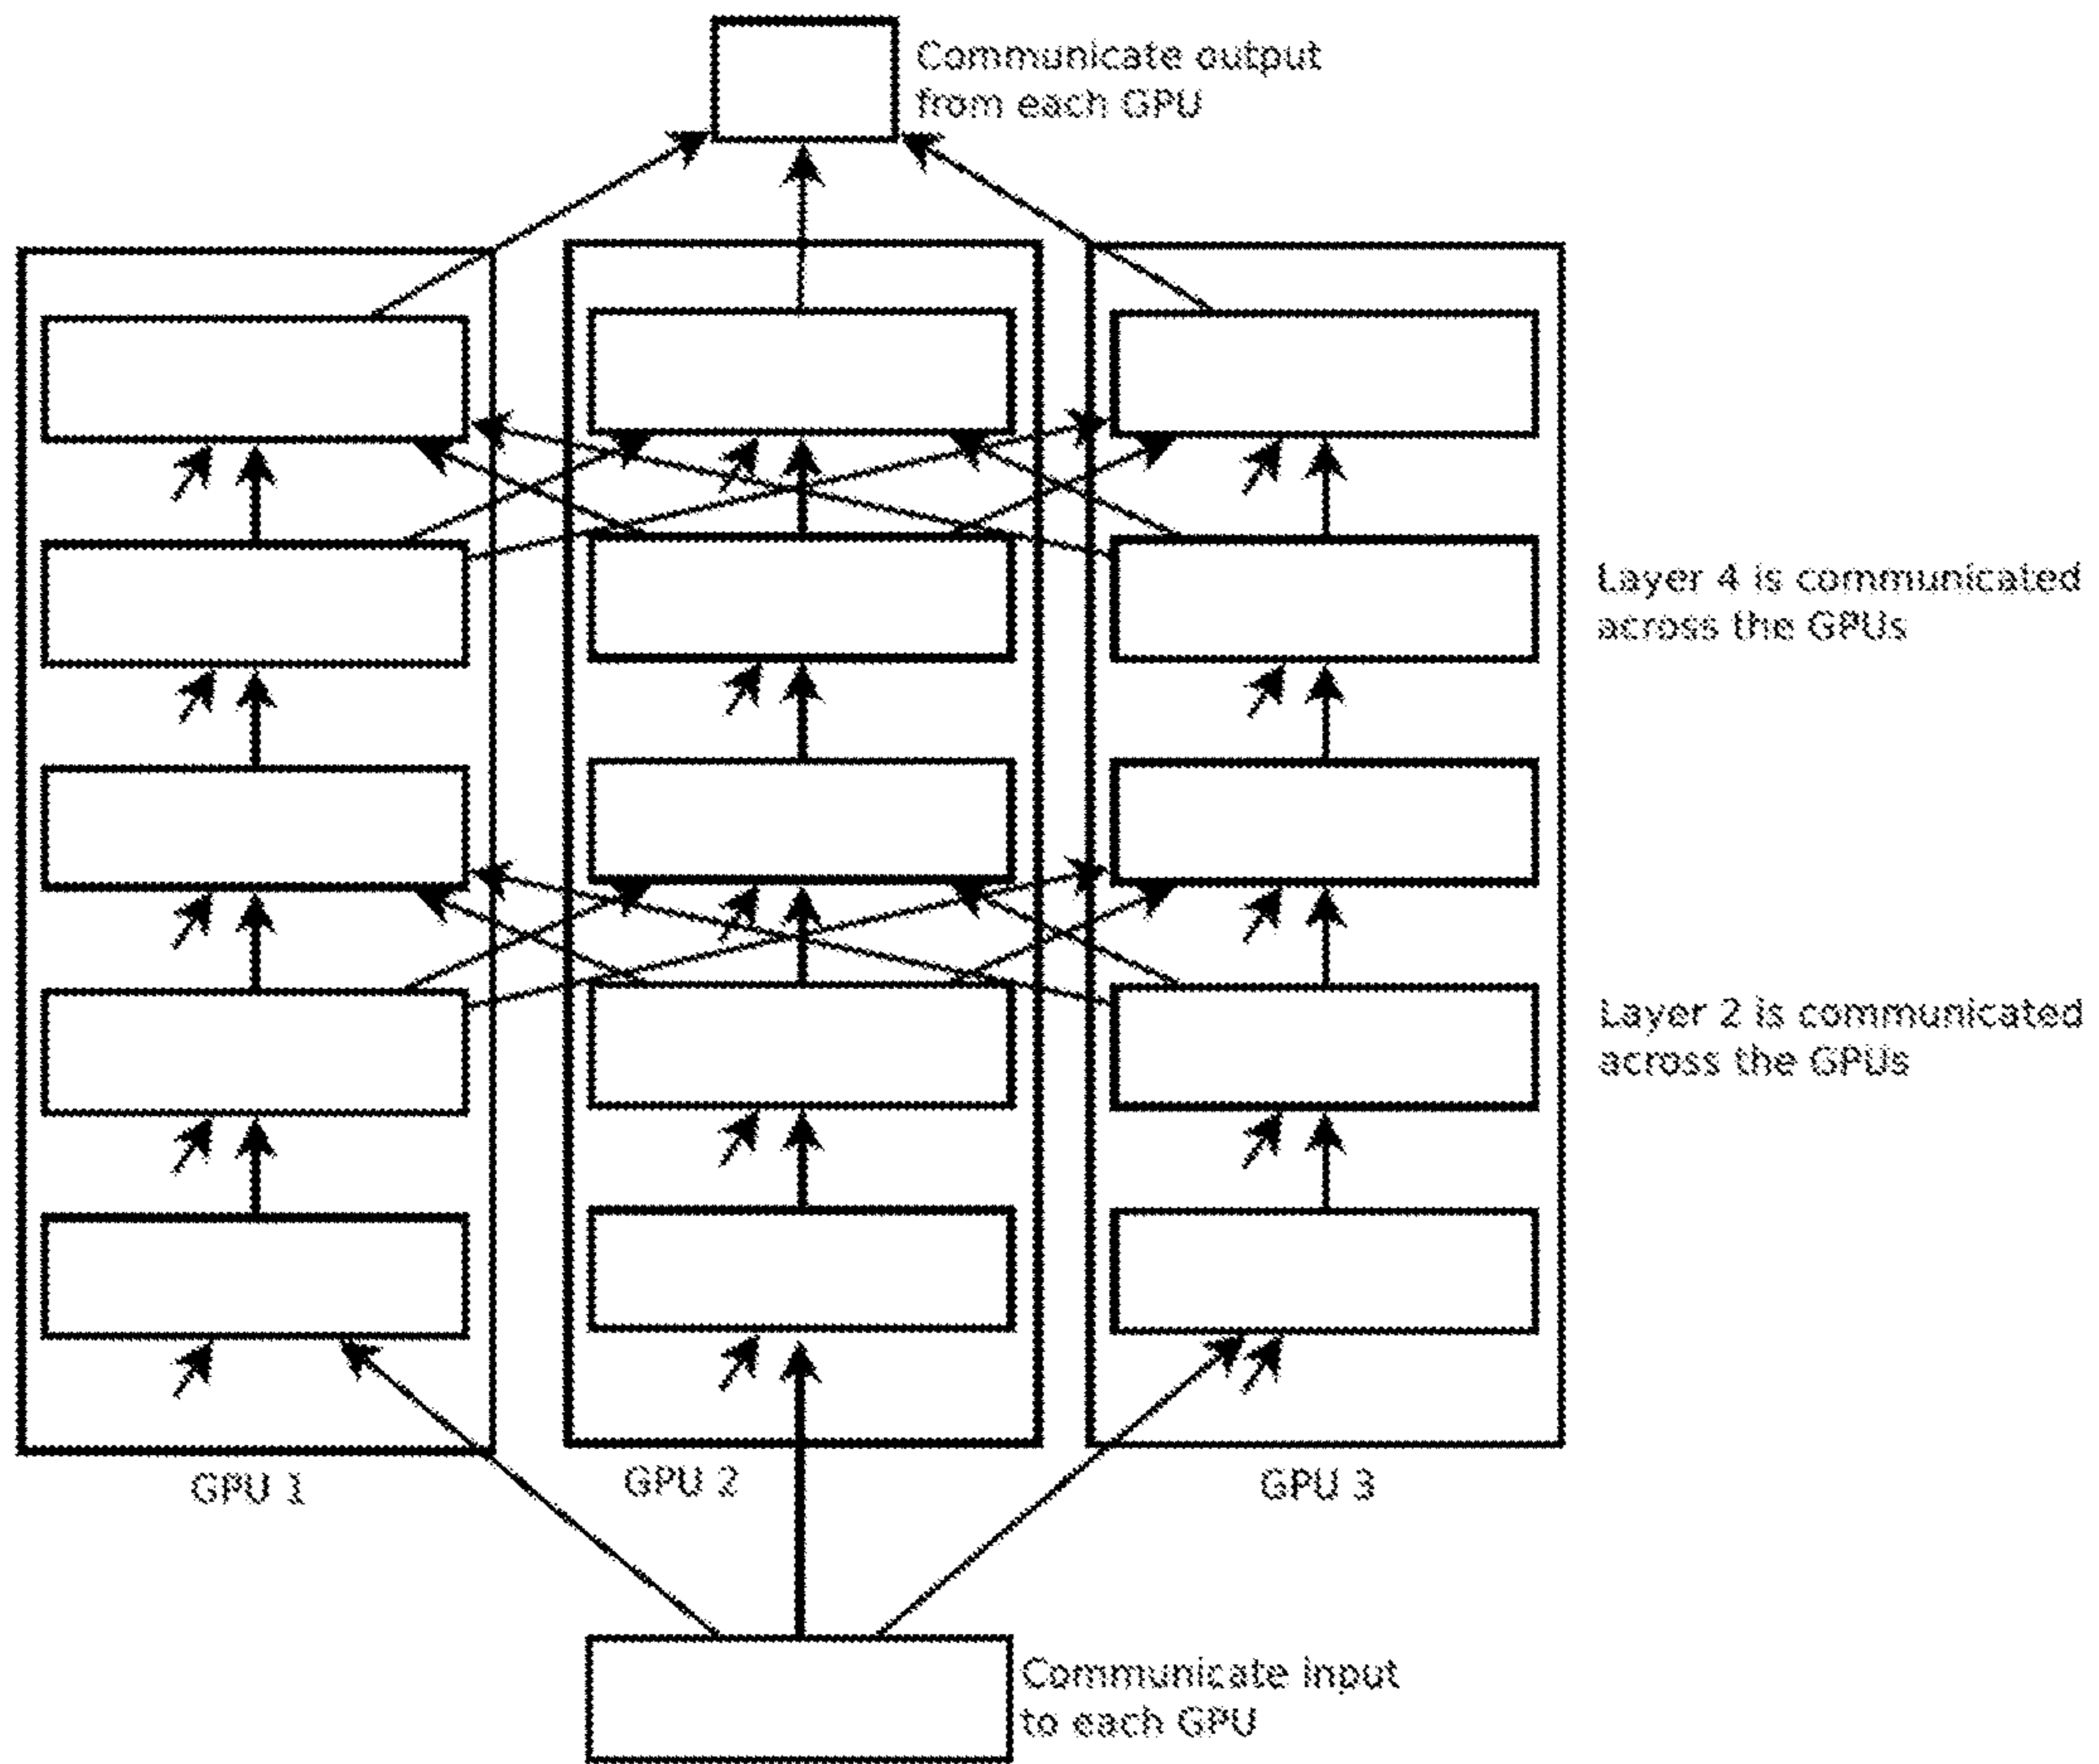 Communicate output
from each GPU
Layer 4 is communicated
across the GPUs
Layer 2 is communicated
across the GPUs
GPU 1
GPU 2
GPU 3
Communicate input
to each GPU